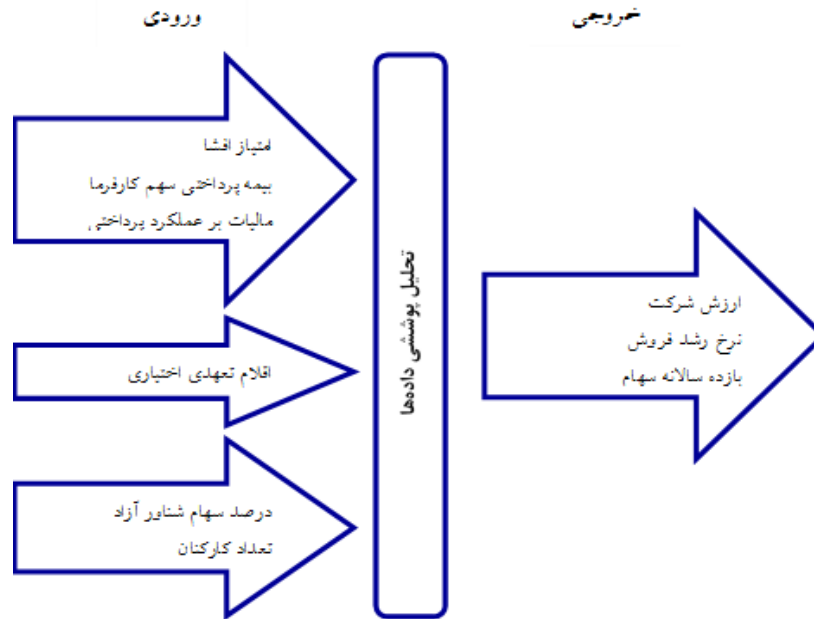 ورودی
خروجی
امتیاز افشا
بیمه پرداختی سهم کارفرما
مالیات بر عملکرد پرداختی
اقلام تعهدی اختیاری
درصد سهام شناور آزاد
تعداد کارکنان
تحلیل پوششی داده‌ها
ارزش شرکت
نرخ رشد فروش
بازده سالانه سهام